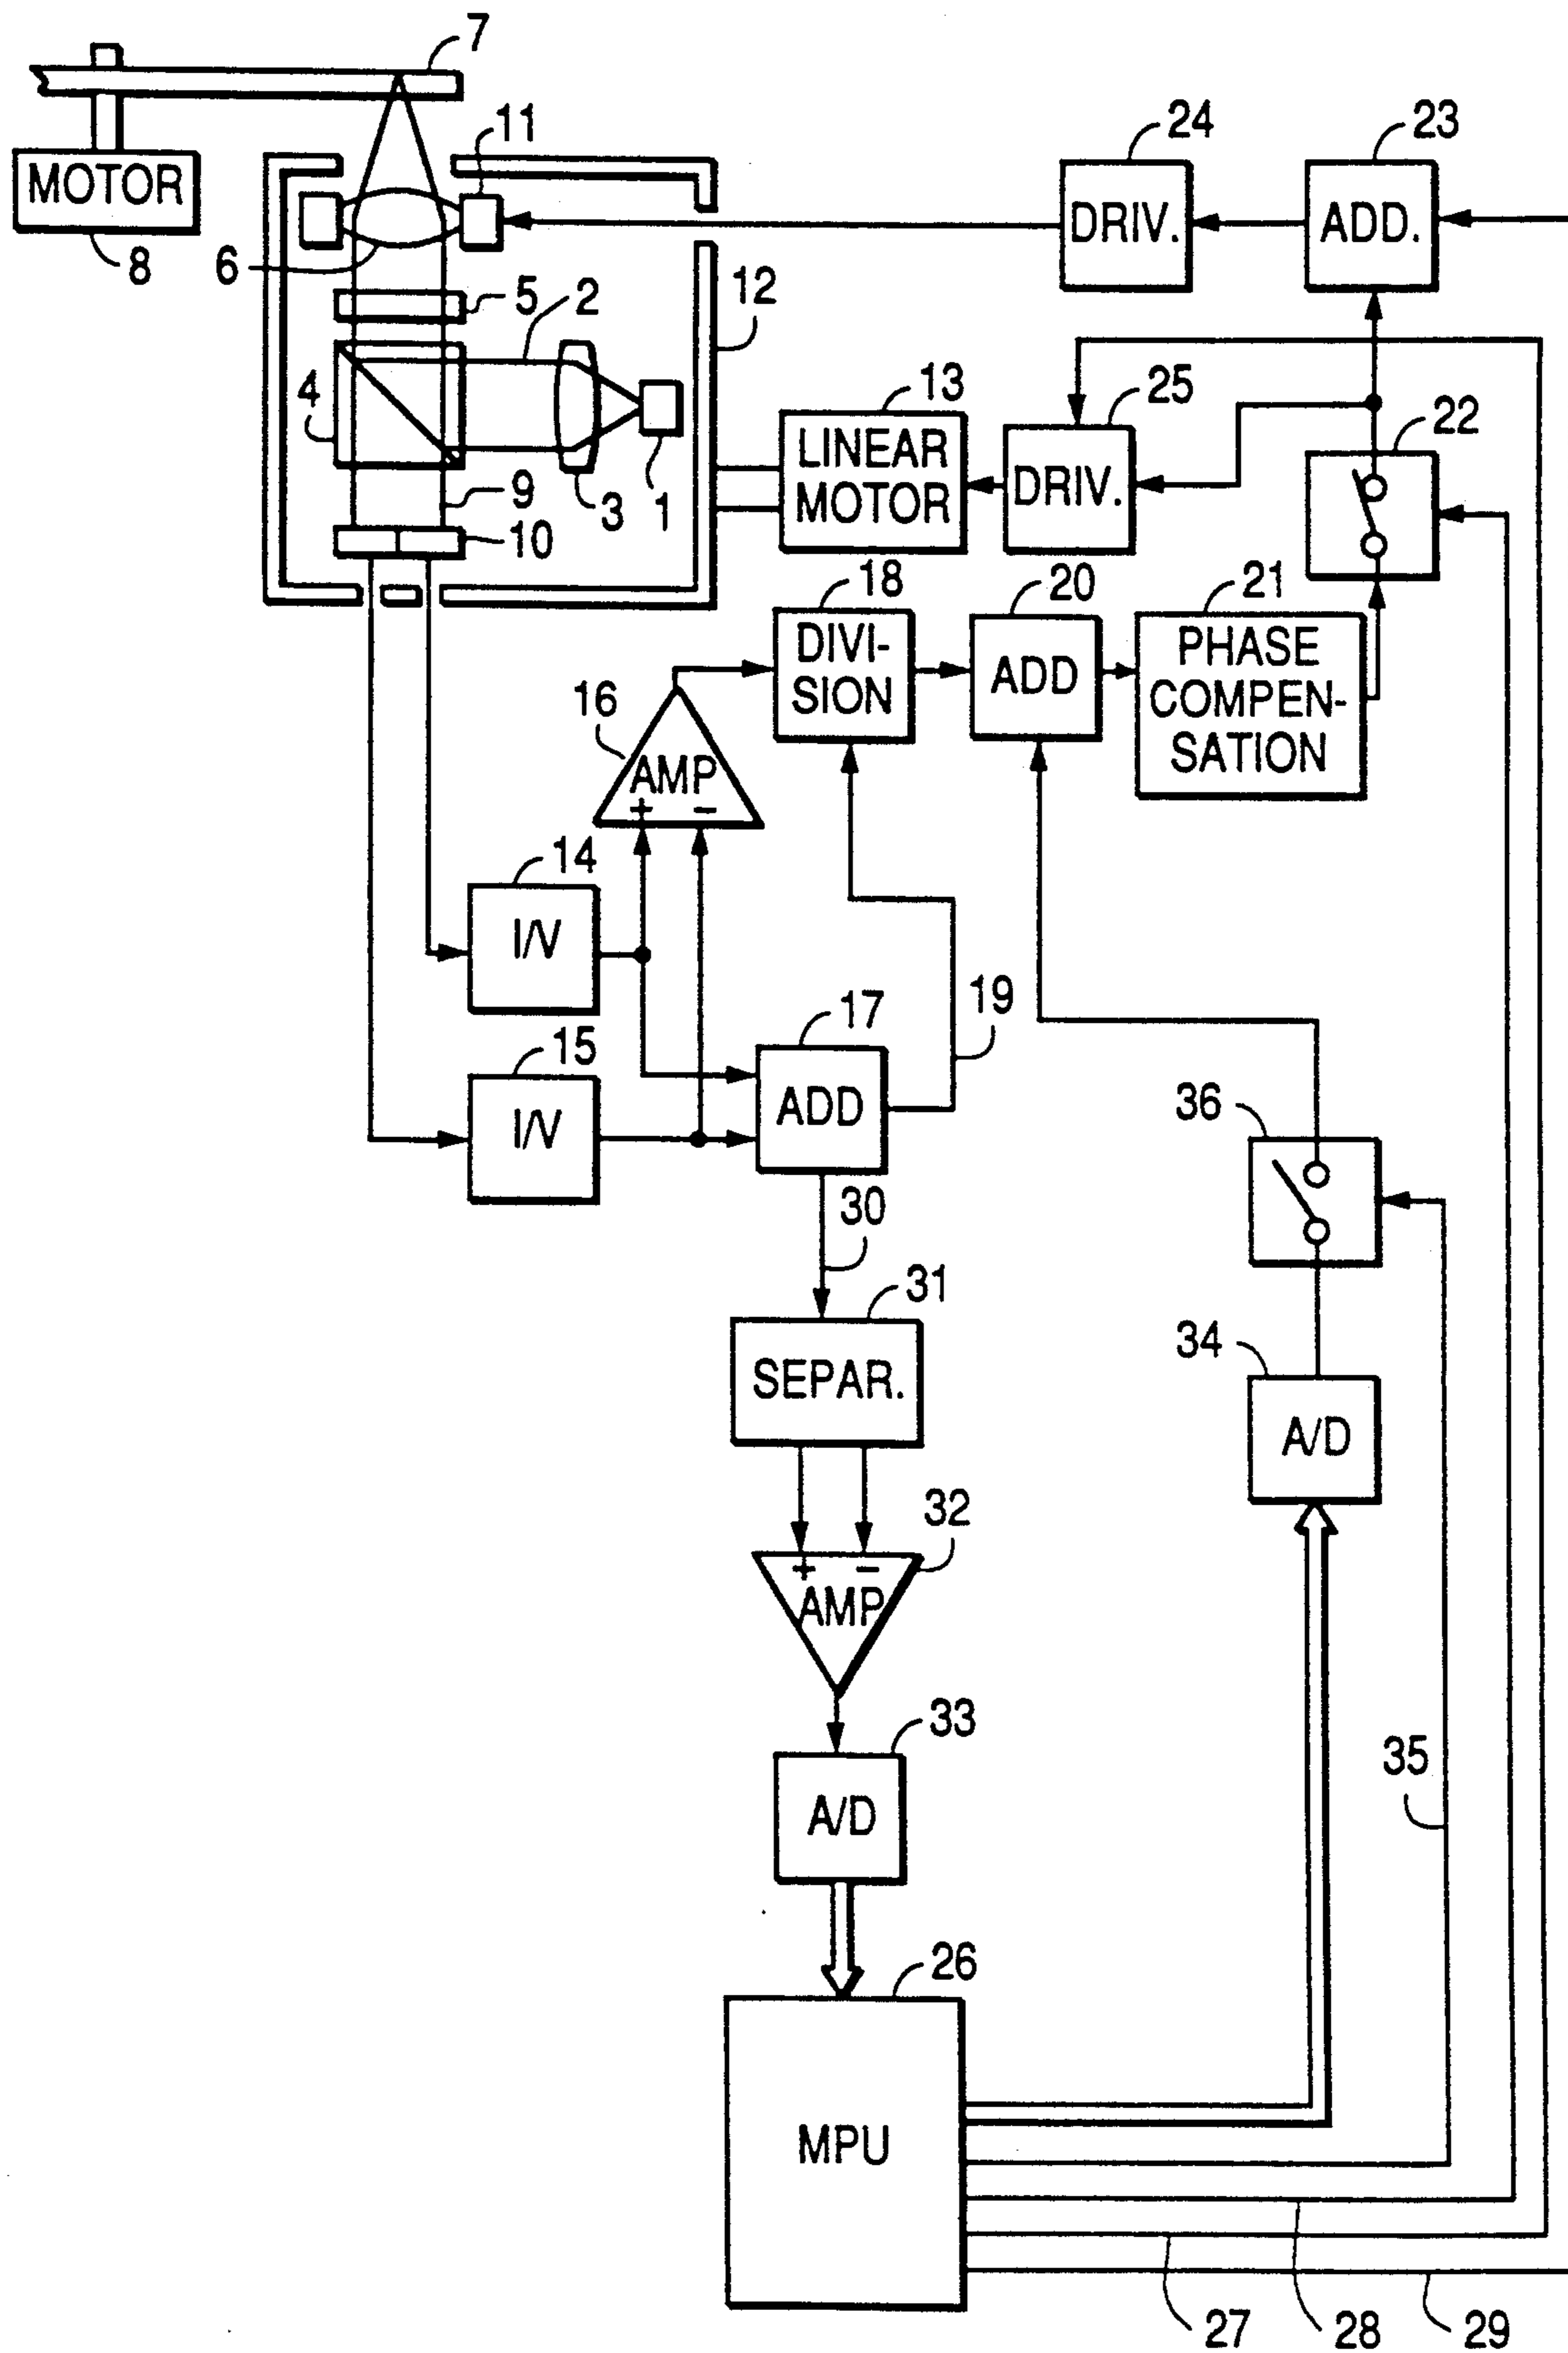 7
11
24
23
MOTOR
DRIV.
ADD.
8
6
5
2
12
4
13
25
22
LINEAR
MOTOR
DRIV.
9
3
1
10
18
20
21
DIVI-
SION
ADD
PHASE
COMPEN-
SATION
16
AMP
+ −
14
I/V
17
19
15
I/V
ADD
36
30
31
34
SEPAR.
A/D
32
+ −
AMP
33
35
A/D
26
MPU
27
28
29